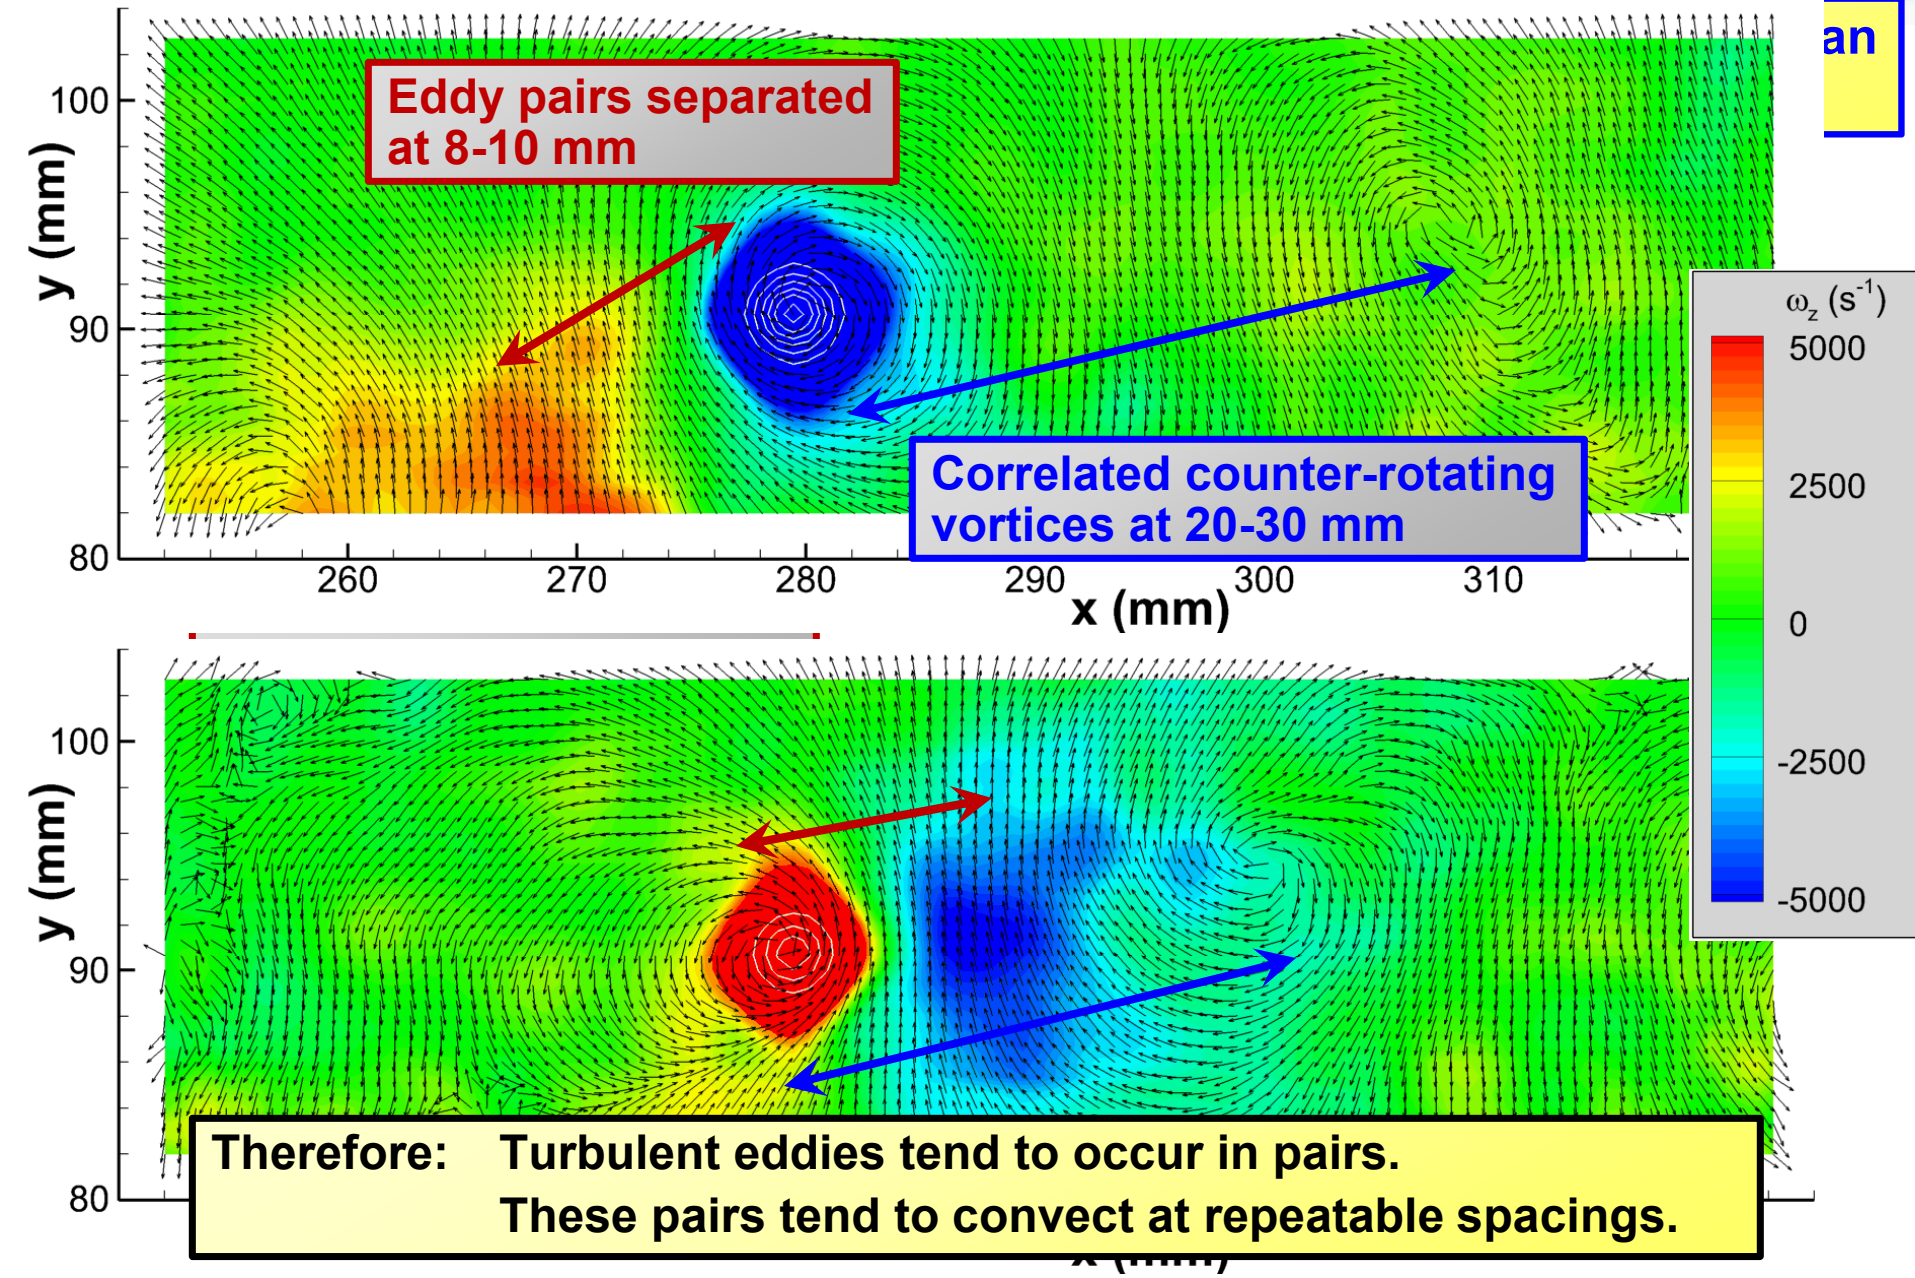 an
Eddy pairs separated
at 8-10 mm
100
90
80
y (mm)
Correlated counter-rotating
vortices at 20-30 mm
260 270 280 290 300 310
x (mm)
ωz (s-1)
5000
2500
0
-2500
-5000
100
90
80
y (mm)
Therefore: Turbulent eddies tend to occur in pairs.
These pairs tend to convect at repeatable spacings.
x (mm)